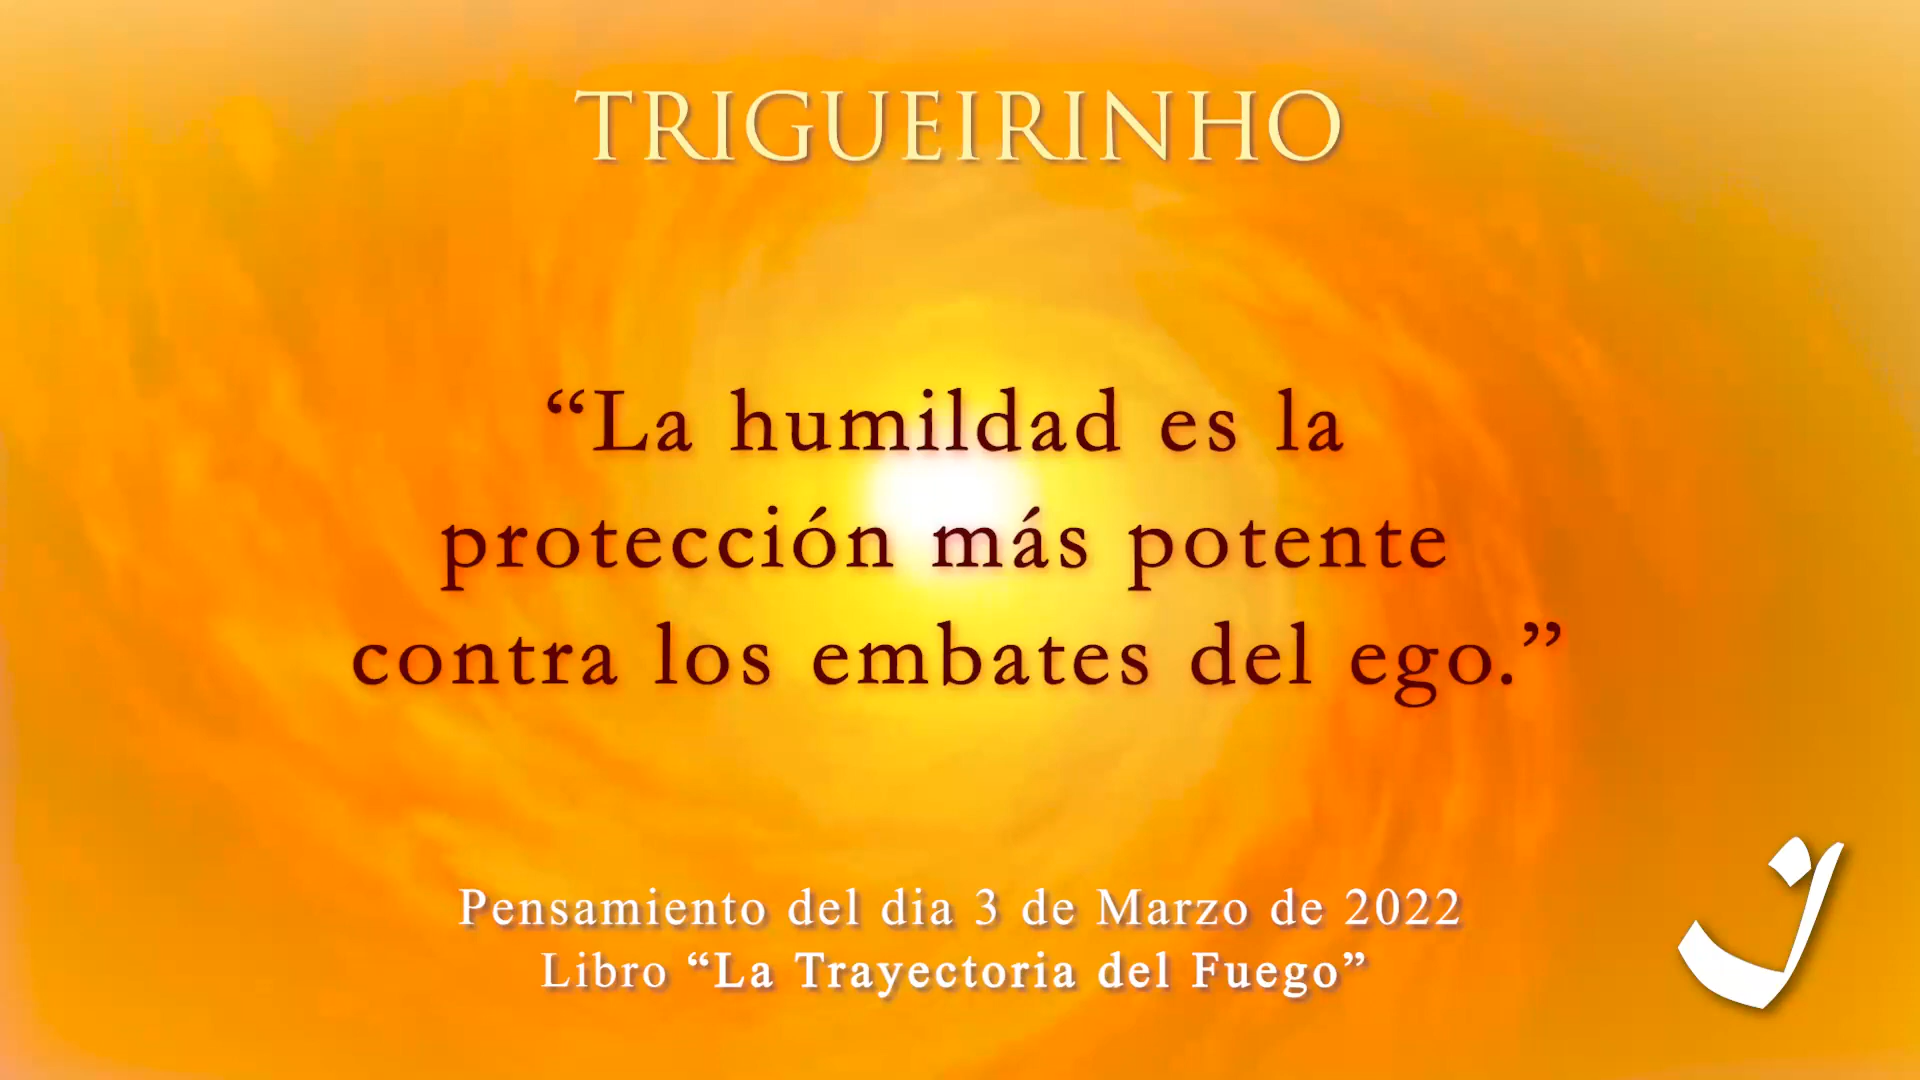 TRIGUEIRINHO
“La humildad es la
protección más potente
contra los embates del ego.”
Pensamiento del dia 3 de Marzo de 2022
Libro “La Trayectoria del Fuego”